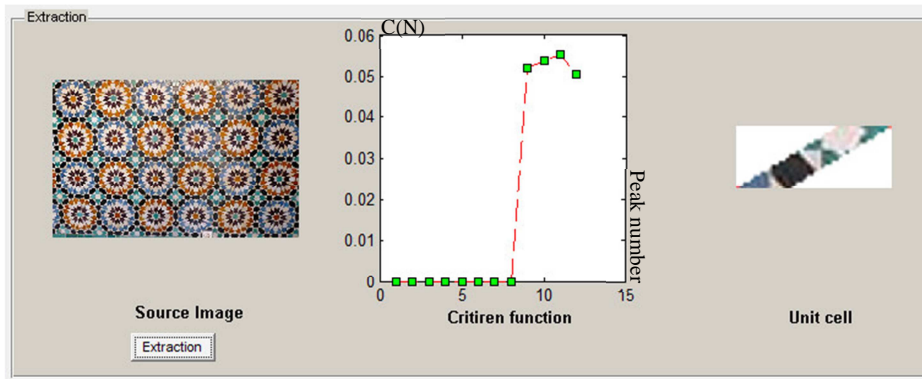 Extraction
C(N)
0.06
0.05
0.04
0.03
0.02
0.01
0
0 5 10 15
Peak number
Source Image
Critiren function
Unit cell
Extraction